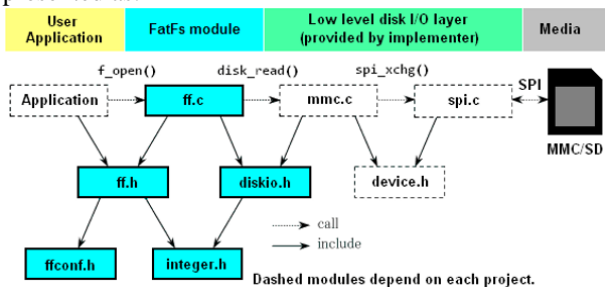 User Application
FatFs module
Low level disk I/O layer
(provided by implementer)
Media
f_open()
disk_read()
spi_xchg()
Application
ff.c
mmc.c
spi.c
SPI
MMC/SD
ff.h
diskio.h
device.h
call
include
ffconf.h
integer.h
Dashed modules depend on each project.